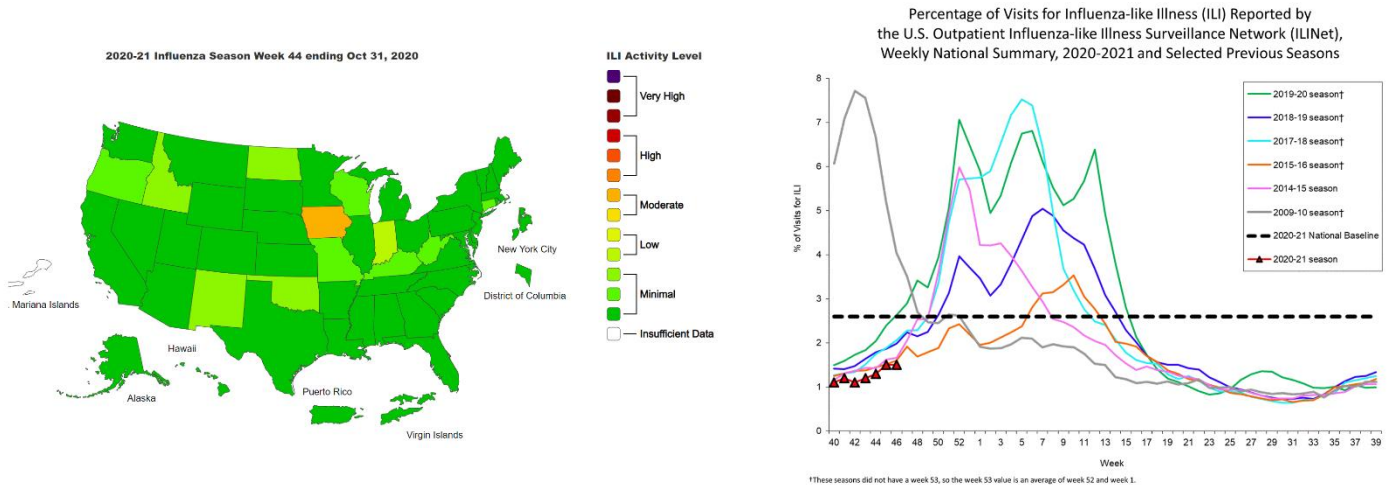 2020-21 Influenza Season Week 44 ending Oct 31, 2020
ILI Activity Level
Very High
High
Moderate
Low
Minimal
Insufficient Data
New York City
District of Columbia
Mariana Islands
Hawaii
Alaska
Puerto Rico
Virgin Islands
Percentage of Visits for Influenza-like Illness (ILI) Reported by
the U.S. Outpatient Influenza-like Illness Surveillance Network (ILINet),
Weekly National Summary, 2020-2021 and Selected Previous Seasons
% of Visits for ILI
8
7
6
5
4
3
2
1
0
2019-20 season†
2018-19 season†
2017-18 season†
2015-16 season†
2014-15 season
2009-10 season†
2020-21 National Baseline
2020-21 season
40 42 44 46 48 50 52 1 3 5 7 9 11 13 15 17 19 21 23 25 27 29 31 33 35 37 39
Week
†These seasons did not have a week 53, so the week 53 value is an average of week 52 and week 1.